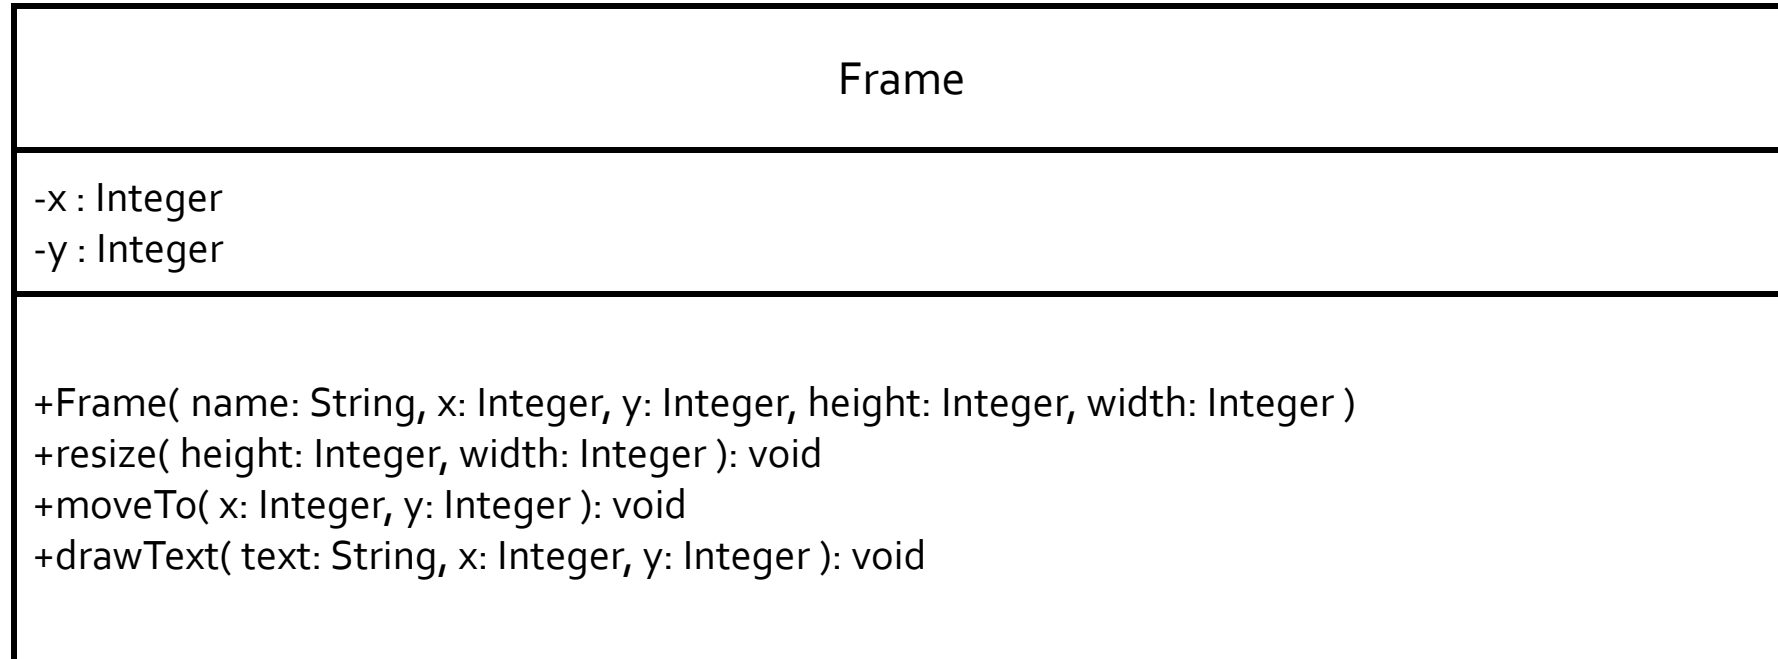 Frame
-x : Integer
-y : Integer
+Frame( name: String, x: Integer, y: Integer, height: Integer, width: Integer )
+resize( height: Integer, width: Integer ): void
+moveTo( x: Integer, y: Integer ): void
+drawText( text: String, x: Integer, y: Integer ): void